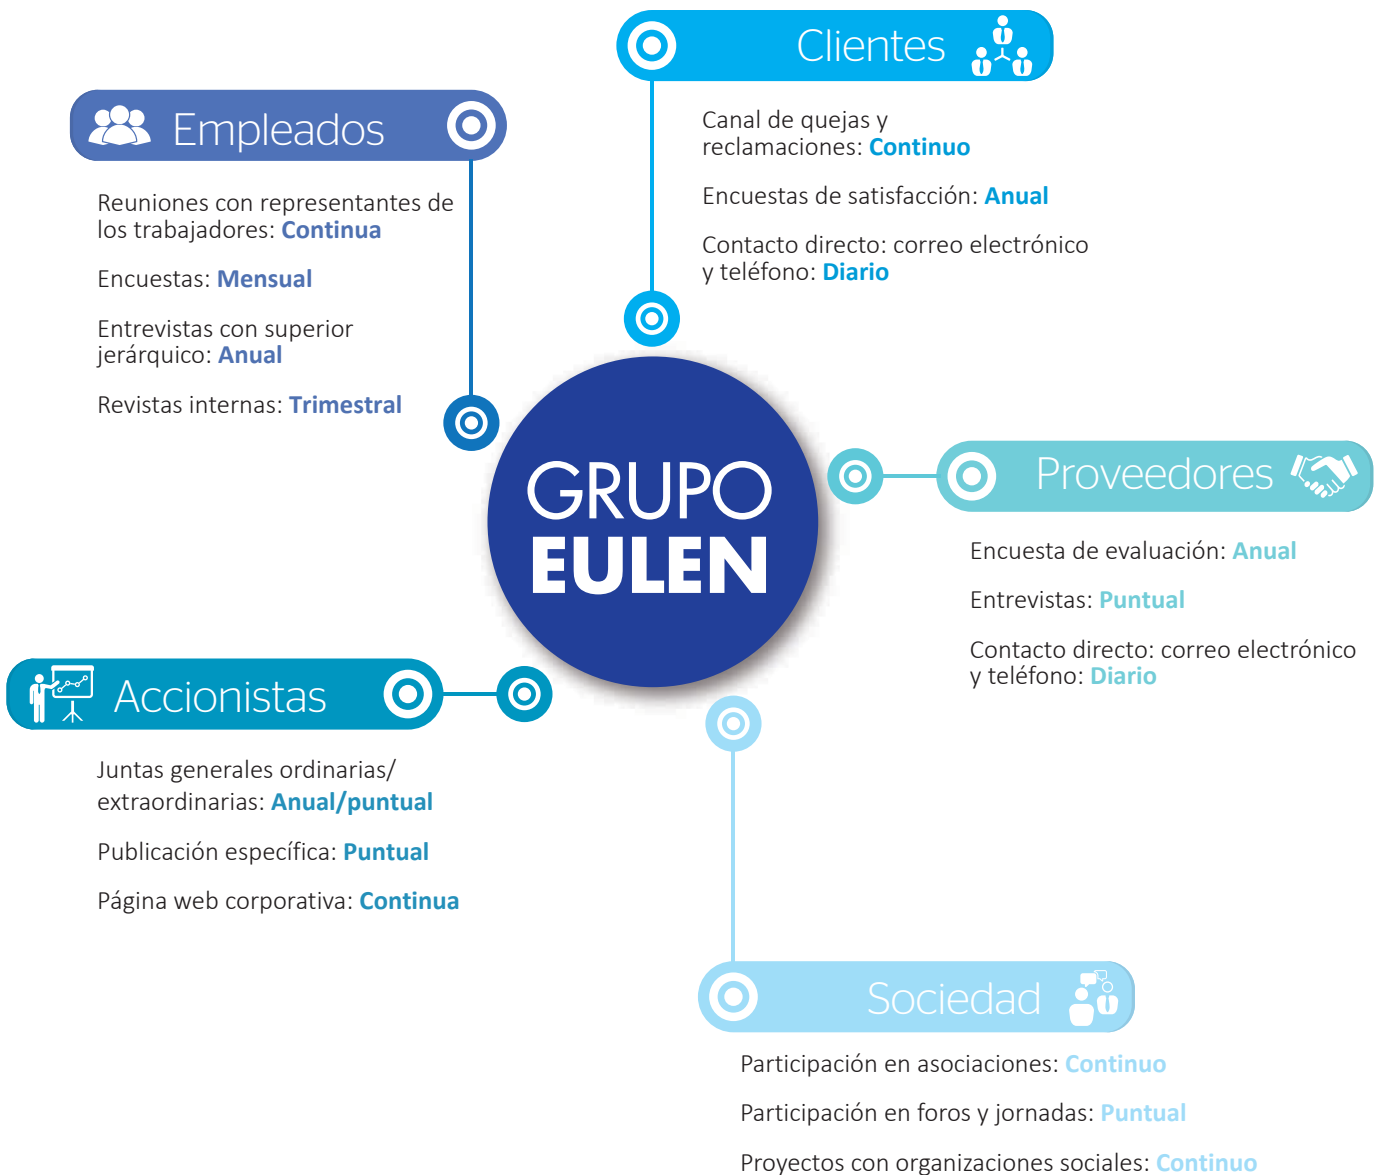 Clientes
Canal de quejas y
reclamaciones: Continuo
Encuestas de satisfacción: Anual
Contacto directo: correo electrónico
y teléfono: Diario
Empleados
Reuniones con representantes de
los trabajadores: Continua
Encuestas: Mensual
Entrevistas con superior
jerárquico: Anual
Revistas internas: Trimestral
GRUPO
EULEN
Proveedores
Encuesta de evaluación: Anual
Entrevistas: Puntual
Contacto directo: correo electrónico
y teléfono: Diario
Accionistas
Juntas generales ordinarias/
extraordinarias: Anual/puntual
Publicación específica: Puntual
Página web corporativa: Continua
Sociedad
Participación en asociaciones: Continuo
Participación en foros y jornadas: Puntual
Proyectos con organizaciones sociales: Continuo